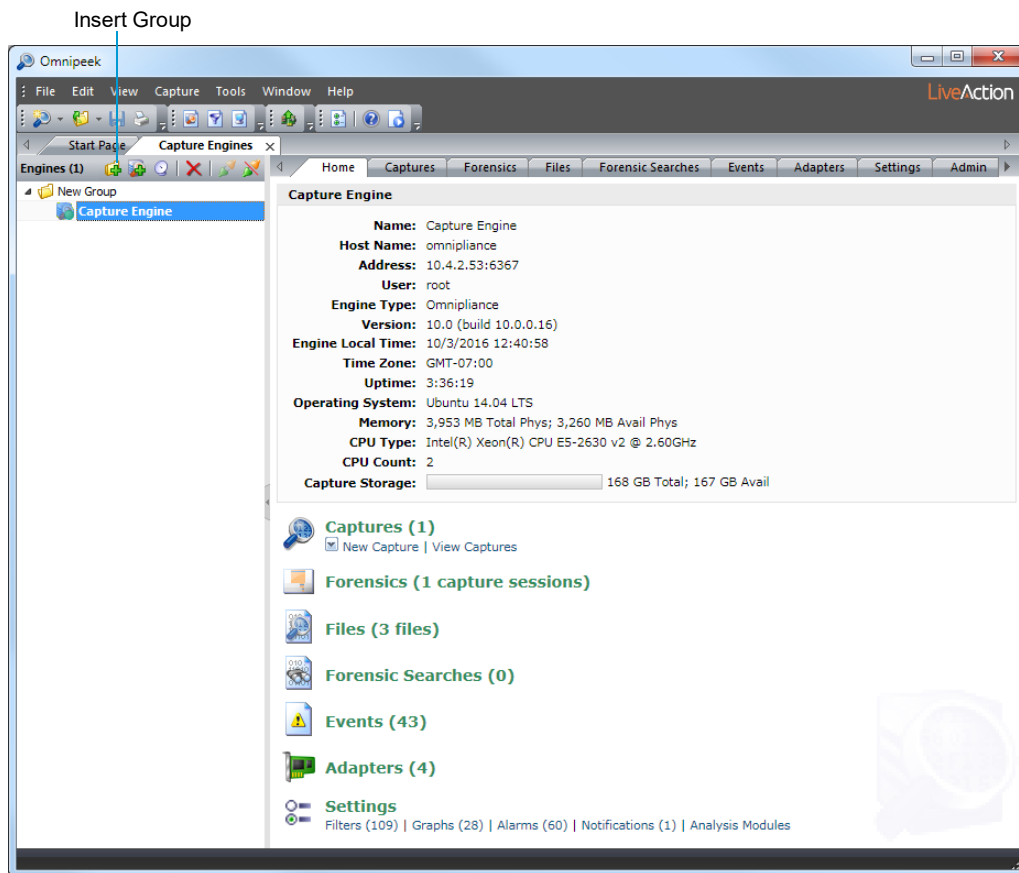 Insert Group
Omnipeek
File Edit View Capture Tools Window Help
LiveAction
Start Page Capture Engines
Engines (1)
Home Captures Forensics Files Forensic Searches Events Adapters Settings Admin
New Group
Capture Engine
Capture Engine
Name: Capture Engine
Host Name: omnipliance
Address: 10.4.2.53:6367
User: root
Engine Type: Omnipliance
Version: 10.0 (build 10.0.0.16)
Engine Local Time: 10/3/2016 12:40:58
Time Zone: GMT-07:00
Uptime: 3:36:19
Operating System: Ubuntu 14.04 LTS
Memory: 3,953 MB Total Phys; 3,260 MB Avail Phys
CPU Type: Intel(R) Xeon(R) CPU E5-2630 v2 @ 2.60GHz
CPU Count: 2
Capture Storage: 168 GB Total; 167 GB Avail
Captures (1)
New Capture | View Captures
Forensics (1 capture sessions)
Files (3 files)
Forensic Searches (0)
Events (43)
Adapters (4)
Settings
Filters (109) | Graphs (28) | Alarms (60) | Notifications (1) | Analysis Modules